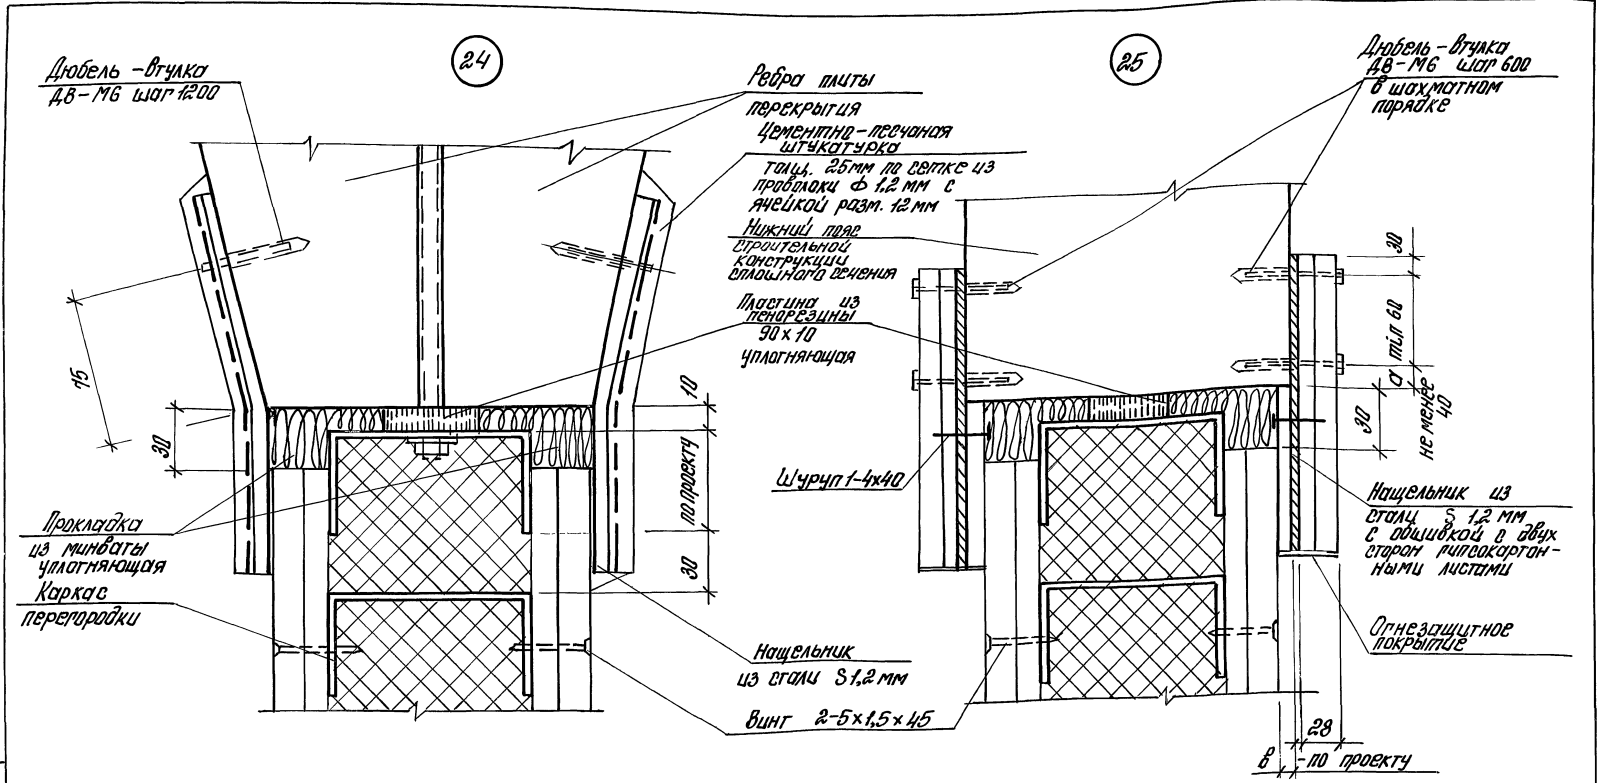 24
25
Дюбель-втулка
ДВ-М6 шаг 1200
Ребра плиты
перекрытия
Цементно-песчаная
штукатурка
толщ. 25мм по сетке из
проволоки ф 1,2 мм с
ячейкой разм. 12мм
Нижний пояс
строительной
конструкции
сплошного сечения
Пластина из
пенорезины
90х10
уплотняющая
Дюбель-втулка
ДВ-М6 шаг 600
в шахматном
порядке
75
30
10
по проекту
30
Прокладка
из минваты
уплотняющая
Каркас
перегородки
Нащельник
из стали S1,2 мм
Винт 2-5х1,5х45
Шуруп 1-4х40
30
а min 60
не менее
40
30
Нащельник из
стали S 1,2 мм
с обшивкой с двух
сторон гипсокартон-
ными листами
Огнезащитное
покрытие
28
в - по проекту